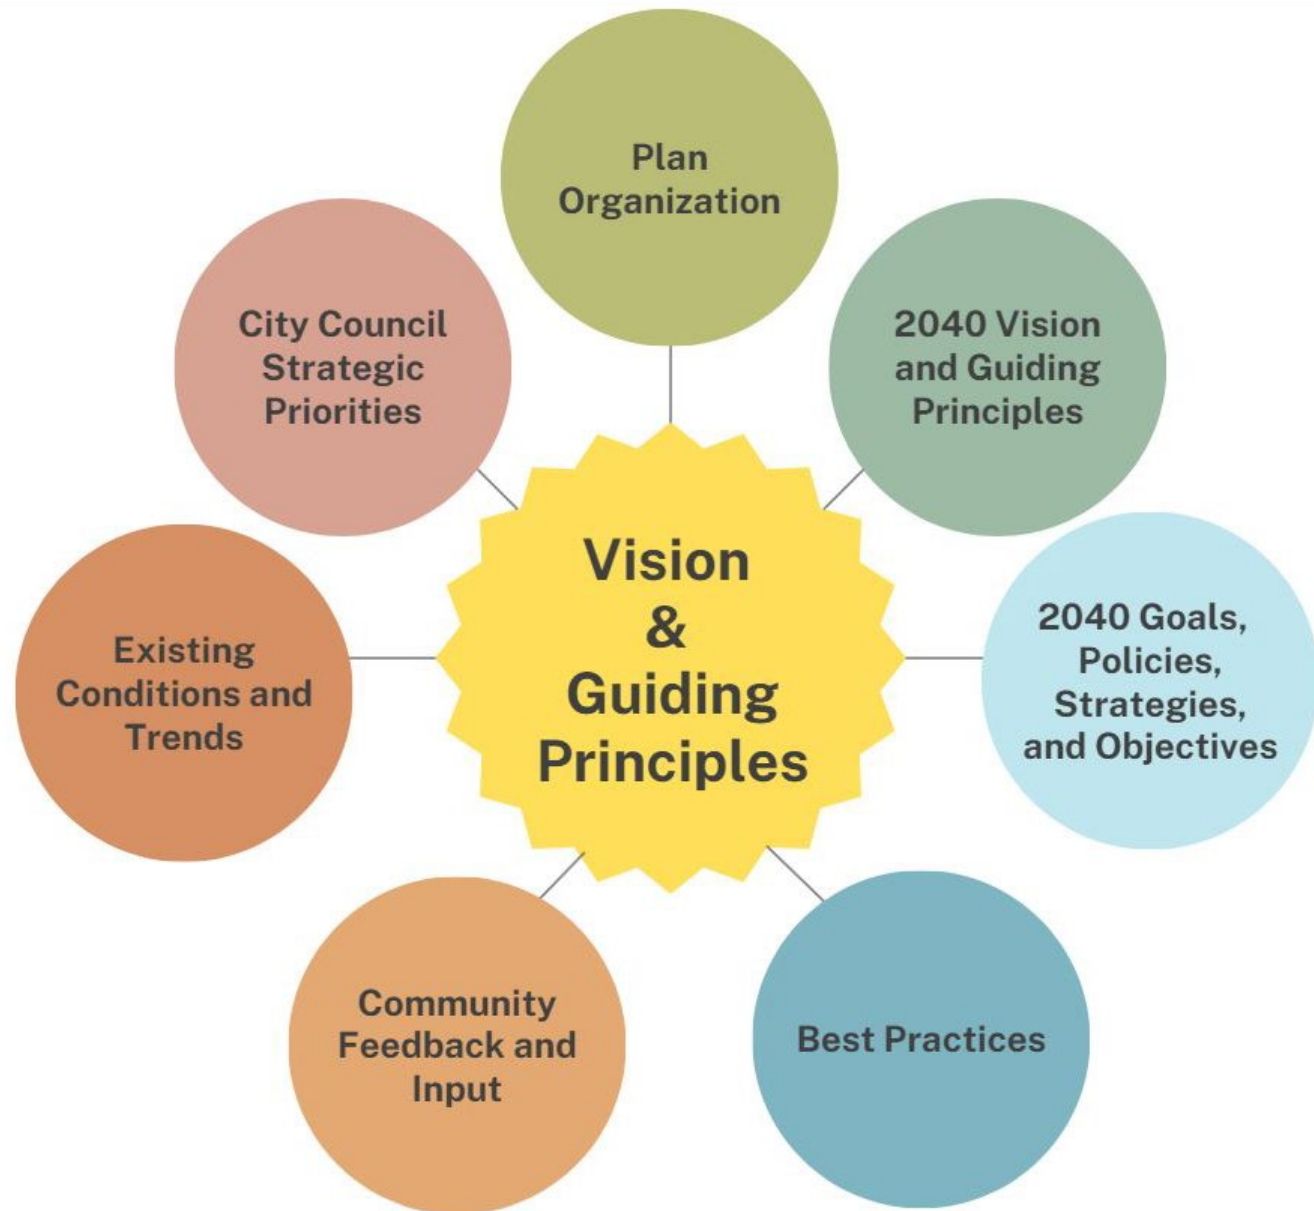 Plan
Organization
City Council
Strategic
Priorities
2040 Vision
and Guiding
Principles
Vision
&
Guiding
Principles
Existing
Conditions and
Trends
2040 Goals,
Policies,
Strategies,
and Objectives
Community
Feedback and
Input
Best Practices